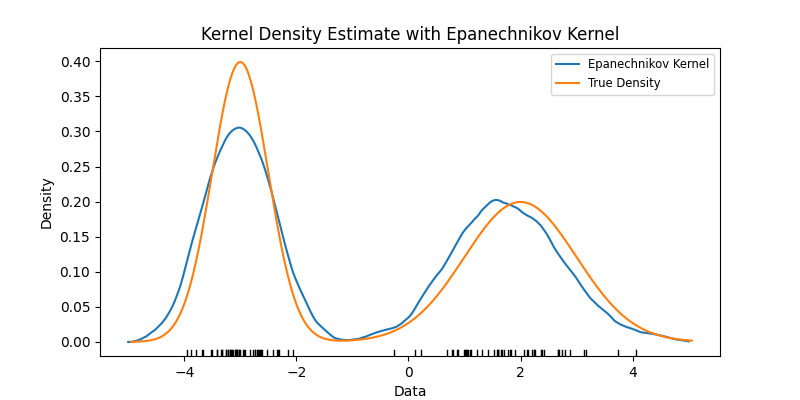 Kernel Density Estimate with Epanechnikov Kernel
Epanechnikov Kernel
True Density
0.40
0.35
0.30
0.25
0.20
0.15
0.10
0.05
0.00
Density
−4
−2
0
2
4
Data